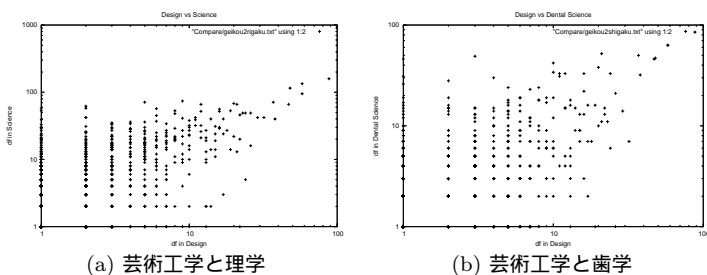 Design vs Science
"Compare/geikou2rigaku.txt" using 1:2
1000
100
10
1
df in Science
1
10
100
df in Design
(a) 芸術工学と理学
Design vs Dental Science
"Compare/geikou2shigaku.txt" using 1:2
100
10
1
df in Dental Science
1
10
100
df in Design
(b) 芸術工学と歯学